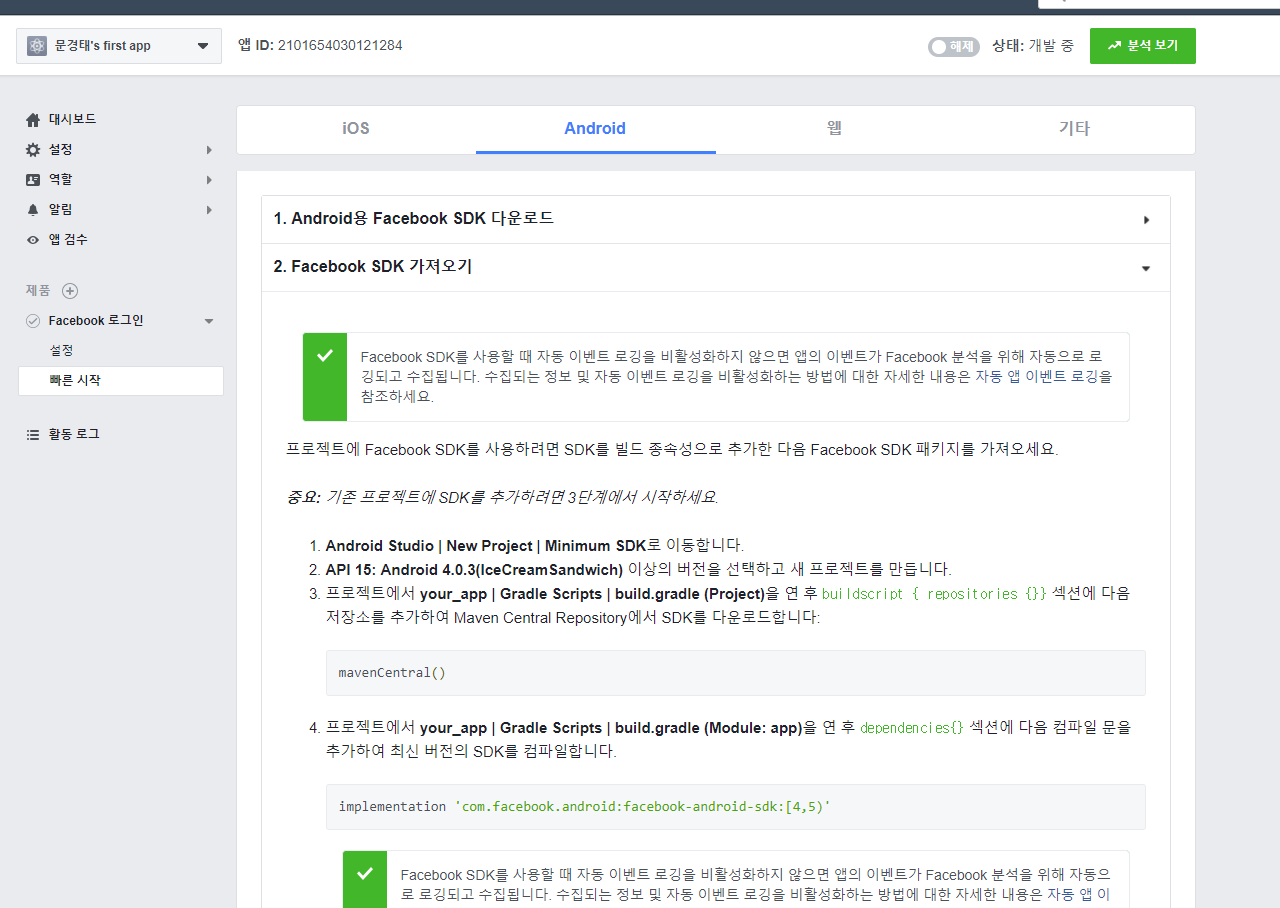 문경태's first app
앱 ID: 2101654030121284
해제
상태: 개발 중
분석 보기
대시보드
설정
역할
알림
앱 검수
제품
Facebook 로그인
설정
빠른 시작
활동 로그
iOS
Android
웹
기타
1. Android용 Facebook SDK 다운로드
2. Facebook SDK 가져오기
Facebook SDK를 사용할 때 자동 이벤트 로깅을 비활성화하지 않으면 앱의 이벤트가 Facebook 분석을 위해 자동으로 로
깅되고 수집됩니다. 수집되는 정보 및 자동 이벤트 로깅을 비활성화하는 방법에 대한 자세한 내용은 자동 앱 이벤트 로깅을
참조하세요.
프로젝트에 Facebook SDK를 사용하려면 SDK를 빌드 종속성으로 추가한 다음 Facebook SDK 패키지를 가져오세요.
중요: 기존 프로젝트에 SDK를 추가하려면 3단계에서 시작하세요.
1. Android Studio | New Project | Minimum SDK로 이동합니다.
2. API 15: Android 4.0.3(IceCreamSandwich) 이상의 버전을 선택하고 새 프로젝트를 만듭니다.
3. 프로젝트에서 your_app | Gradle Scripts | build.gradle (Project)을 연 후 buildscript { repositories {}} 섹션에 다음
저장소를 추가하여 Maven Central Repository에서 SDK를 다운로드합니다:
mavenCentral()
4. 프로젝트에서 your_app | Gradle Scripts | build.gradle (Module: app)을 연 후 dependencies{} 섹션에 다음 컴파일 문을
추가하여 최신 버전의 SDK를 컴파일합니다.
implementation 'com.facebook.android:facebook-android-sdk:[4,5)'
Facebook SDK를 사용할 때 자동 이벤트 로깅을 비활성화하지 않으면 앱의 이벤트가 Facebook 분석을 위해 자동으
로 로깅되고 수집됩니다. 수집되는 정보 및 자동 이벤트 로깅을 비활성화하는 방법에 대한 자세한 내용은 자동 앱 이